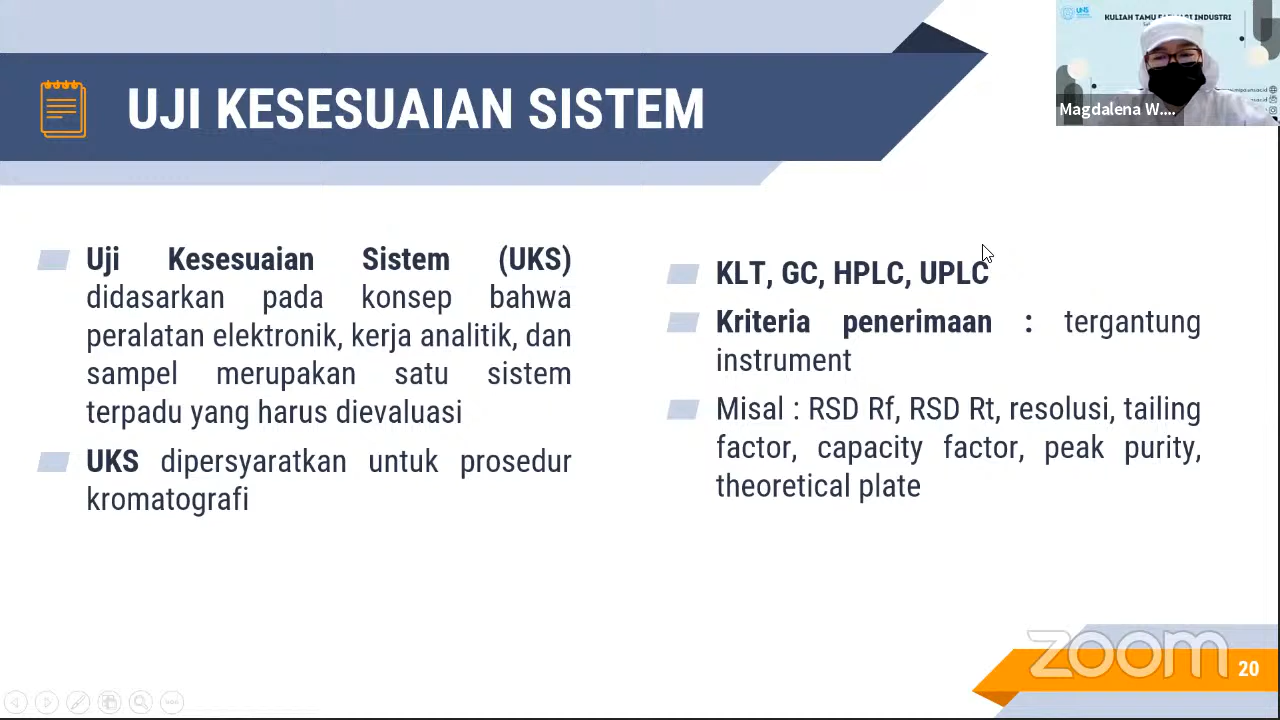 UNS
KULIAH TAMU FARMASI INDUSTRI
Magdalena W....
UJI KESESUAIAN SISTEM
Uji Kesesuaian Sistem (UKS)
didasarkan pada konsep bahwa
peralatan elektronik, kerja analitik, dan
sampel merupakan satu sistem
terpadu yang harus dievaluasi
UKS dipersyaratkan untuk prosedur
kromatografi
KLT, GC, HPLC, UPLC
Kriteria penerimaan : tergantung
instrument
Misal : RSD Rf, RSD Rt, resolusi, tailing
factor, capacity factor, peak purity,
theoretical plate
zoom
20